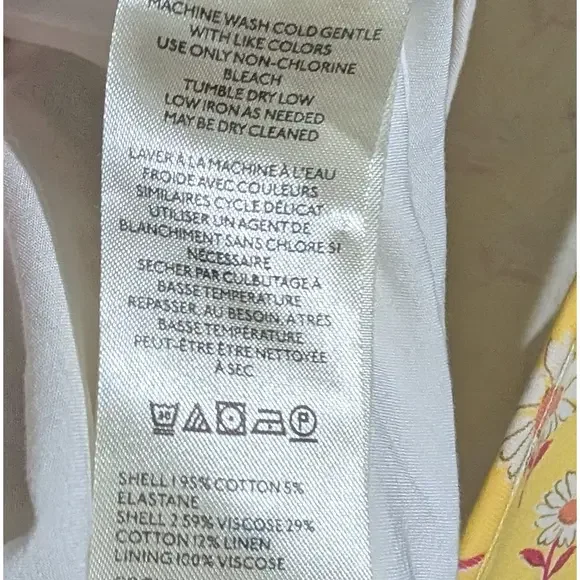 MACHINE WASH COLD GENTLE
WITH LIKE COLORS
USE ONLY NON-CHLORINE
BLEACH
TUMBLE DRY LOW
LOW IRON AS NEEDED
MAY BE DRY CLEANED
LAVER À LA MACHINE À L'EAU
FROIDE AVEC COULEURS
SIMILAIRES CYCLE DÉLICAT
UTILISER UN AGENT DE
BLANCHIMENT SANS CHLORE SI
NÉCESSAIRE
SÉCHER PAR CULBUTAGE À
BASSE TEMPÉRATURE
REPASSER, AU BESOIN, A TRÈS
BASSE TEMPÉRATURE
PEUT-ÊTRE ÊTRE NETTOYÉE
À SEC
30 P
SHELL 1 95% COTTON 5%
ELASTANE
SHELL 2 59% VISCOSE 29%
COTTON 12% LINEN
LINING 100% VISCOSE